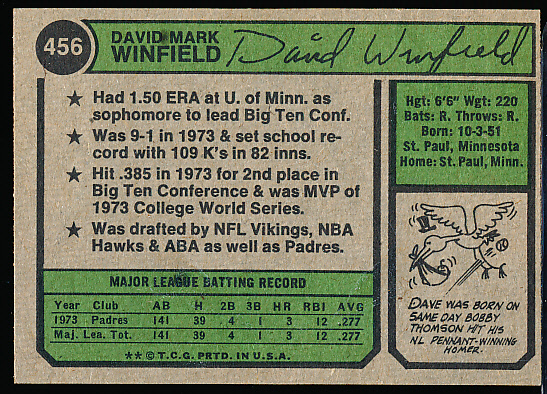 456
DAVID MARK
WINFIELD
David Winfield
★ Had 1.50 ERA at U. of Minn. as
sophomore to lead Big Ten Conf.
★ Was 9-1 in 1973 & set school re-
cord with 109 K's in 82 inns.
★ Hit .385 in 1973 for 2nd place in
Big Ten Conference & was MVP of
1973 College World Series.
★ Was drafted by NFL Vikings, NBA
Hawks & ABA as well as Padres.
Hgt: 6'6" Wgt: 220
Bats: R. Throws: R.
Born: 10-3-51
St. Paul, Minnesota
Home: St. Paul, Minn.
DAVE WAS BORN ON
SAME DAY BOBBY
THOMSON HIT HIS
NL PENNANT-WINNING
HOMER.
MAJOR LEAGUE BATTING RECORD
Year Club AB H 2B 3B HR RBI AVG
1973 Padres 141 39 4 1 3 12 .277
Maj. Lea. Tot. 141 39 4 1 3 12 .277
** © T.C.G. PRTD. IN U.S.A.